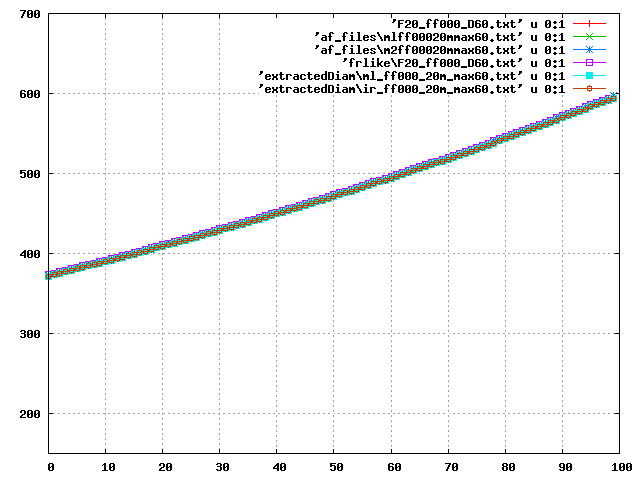 700
'F20_ff000_D60.txt' u 0:1
'af_files\mlff00020mmax60.txt' u 0:1
'af_files\m2ff00020mmax60.txt' u 0:1
'frlike\F20_ff000_D60.txt' u 0:1
'extractedDiam\ml_ff000_20m_max60.txt' u 0:1
'extractedDiam\ir_ff000_20m_max60.txt' u 0:1
600
500
400
300
200
0 10 20 30 40 50 60 70 80 90 100